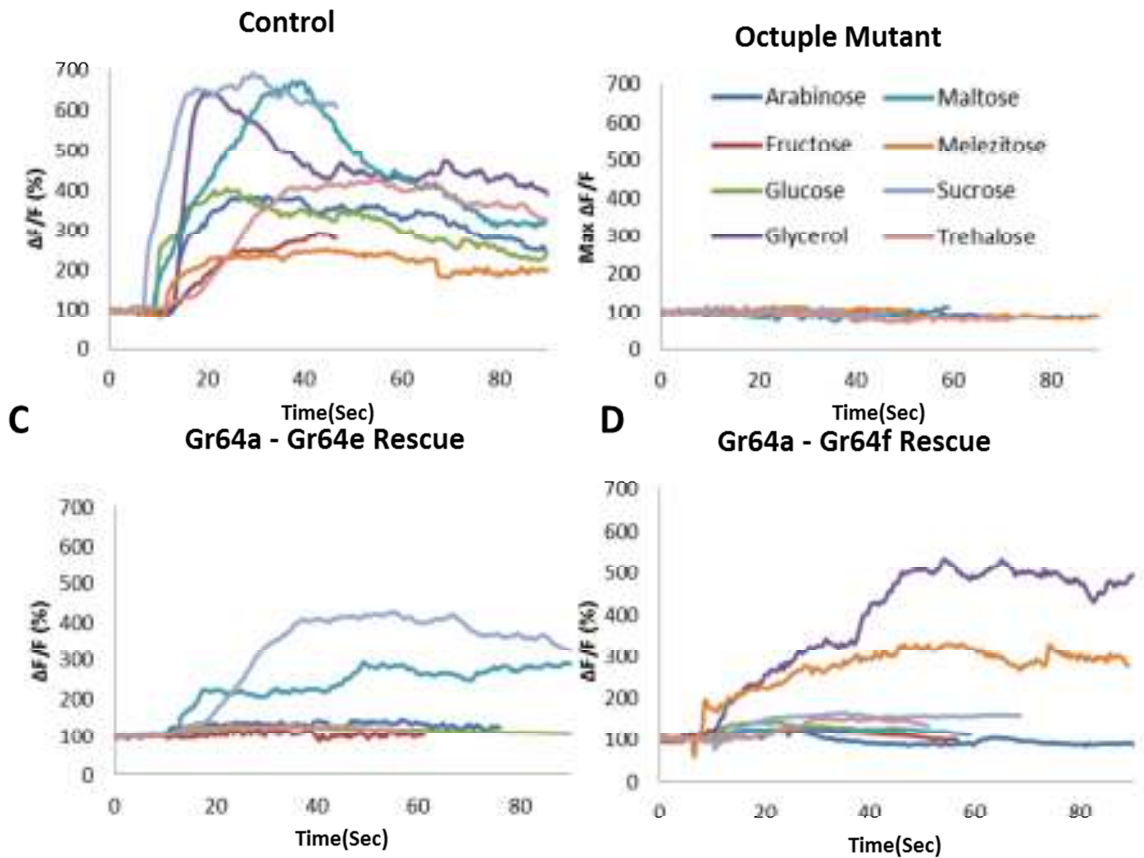 Control
700
600
500
400
300
200
100
0
ΔF/F (%)
0 20 40 60 80
Time(Sec)
Octuple Mutant
700
600
500
400
300
200
100
0
Max ΔF/F
Arabinose Maltose
Fructose Melezitose
Glucose Sucrose
Glycerol Trehalose
0 20 40 60 80
Time(Sec)
C
Gr64a - Gr64e Rescue
700
600
500
400
300
200
100
0
ΔF/F (%)
0 20 40 60 80
Time(Sec)
D
Gr64a - Gr64f Rescue
700
600
500
400
300
200
100
0
ΔF/F (%)
0 20 40 60 80
Time(Sec)